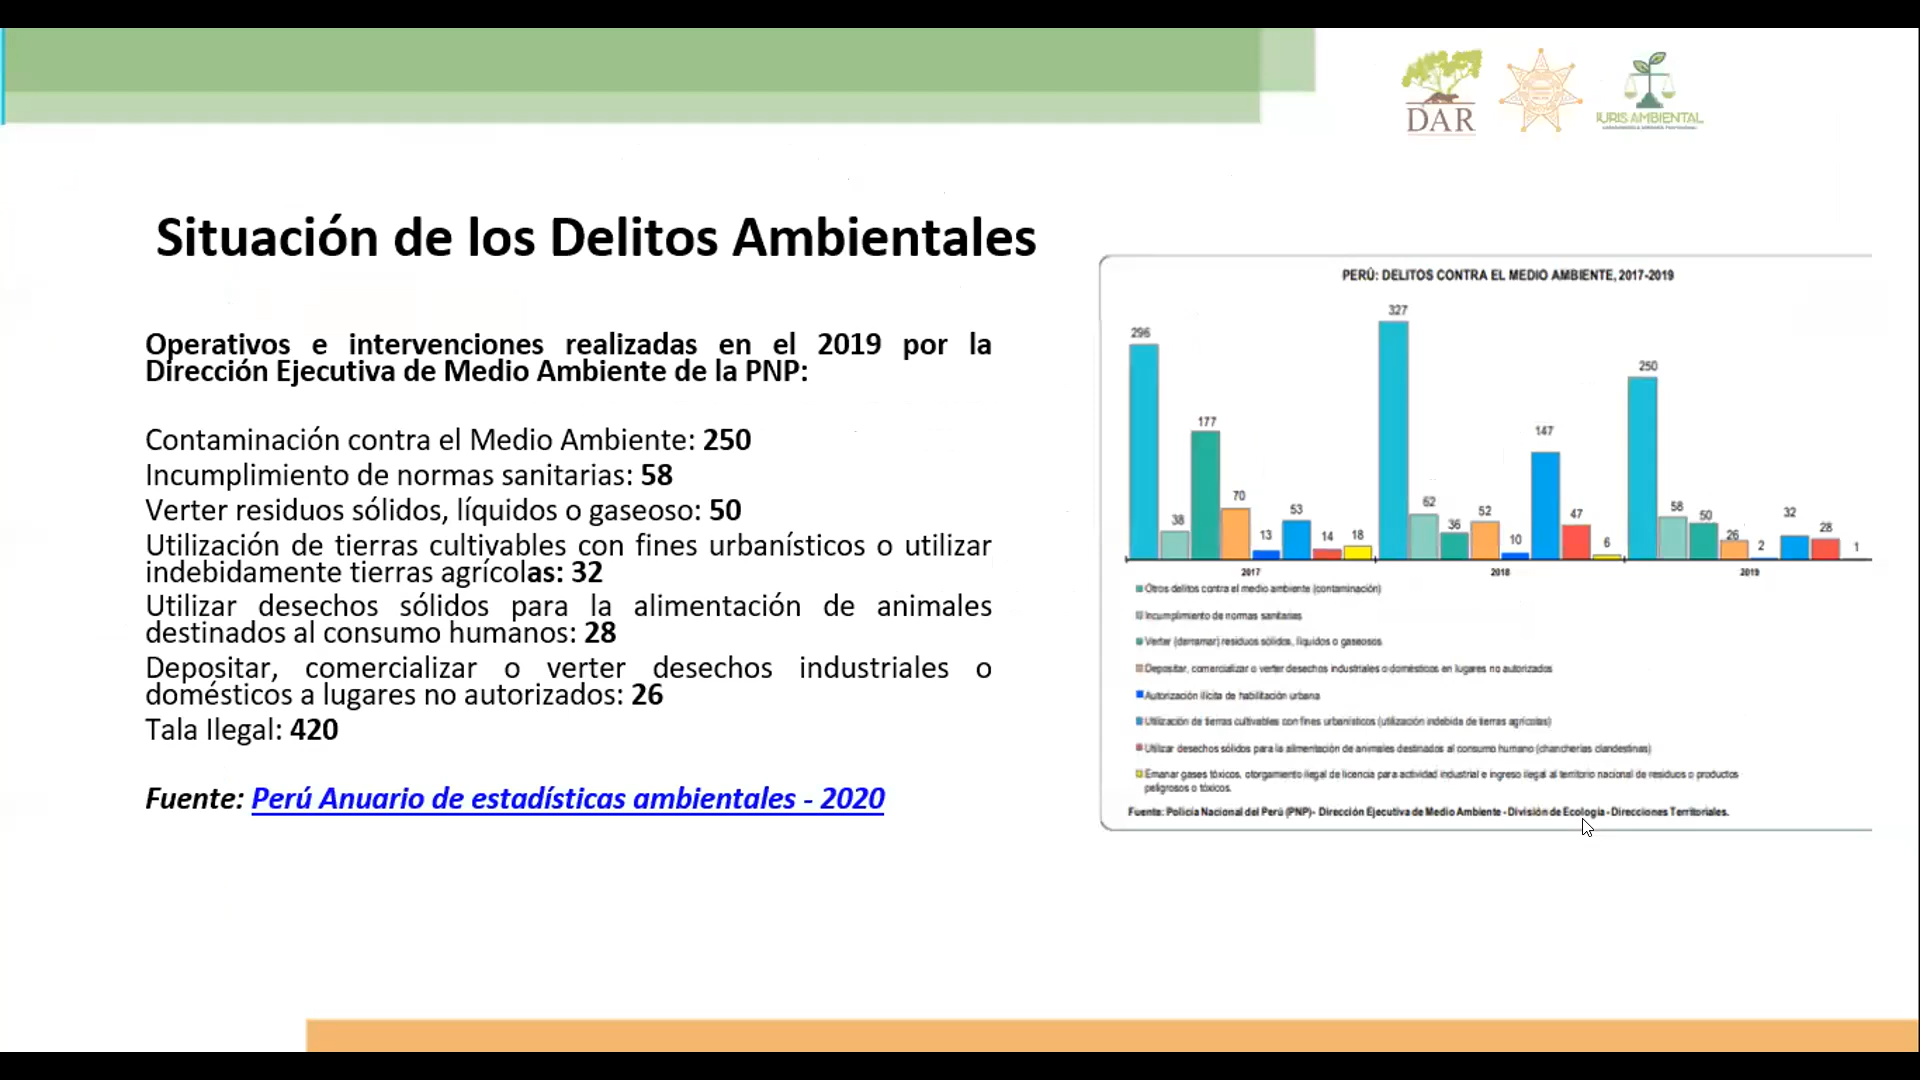 DAR
IURIS AMBIENTAL
Situación de los Delitos Ambientales
Operativos e intervenciones realizadas en el 2019 por la
Dirección Ejecutiva de Medio Ambiente de la PNP:
Contaminación contra el Medio Ambiente: 250
Incumplimiento de normas sanitarias: 58
Verter residuos sólidos, líquidos o gaseoso: 50
Utilización de tierras cultivables con fines urbanísticos o utilizar
indebidamente tierras agrícolas: 32
Utilizar desechos sólidos para la alimentación de animales
destinados al consumo humanos: 28
Depositar, comercializar o verter desechos industriales o
domésticos a lugares no autorizados: 26
Tala Ilegal: 420
Fuente: Perú Anuario de estadísticas ambientales - 2020
PERÚ: DELITOS CONTRA EL MEDIO AMBIENTE, 2017-2019
296 38 177 70 13 53 14 18 327 62 36 52 10 147 47 6 250 58 50 26 2 32 28 1
2017 2018 2019
Otros delitos contra el medio ambiente (contaminación)
Incumplimiento de normas sanitarias
Verter (derramar) residuos sólidos, líquidos o gaseosos
Depositar, comercializar o verter desechos industriales o domésticos en lugares no autorizados
Autorización ilícita de habilitación urbana
Utilización de tierras cultivables con fines urbanísticos (utilización indebida de tierras agrícolas)
Utilizar desechos sólidos para la alimentación de animales destinados al consumo humano (chancherías clandestinas)
Emanar gases tóxicos, otorgamiento ilegal de licencia para actividad industrial e ingreso ilegal al territorio nacional de residuos o productos
peligrosos o tóxicos.
Fuente: Policía Nacional del Perú (PNP)- Dirección Ejecutiva de Medio Ambiente - División de Ecología - Direcciones Territoriales.